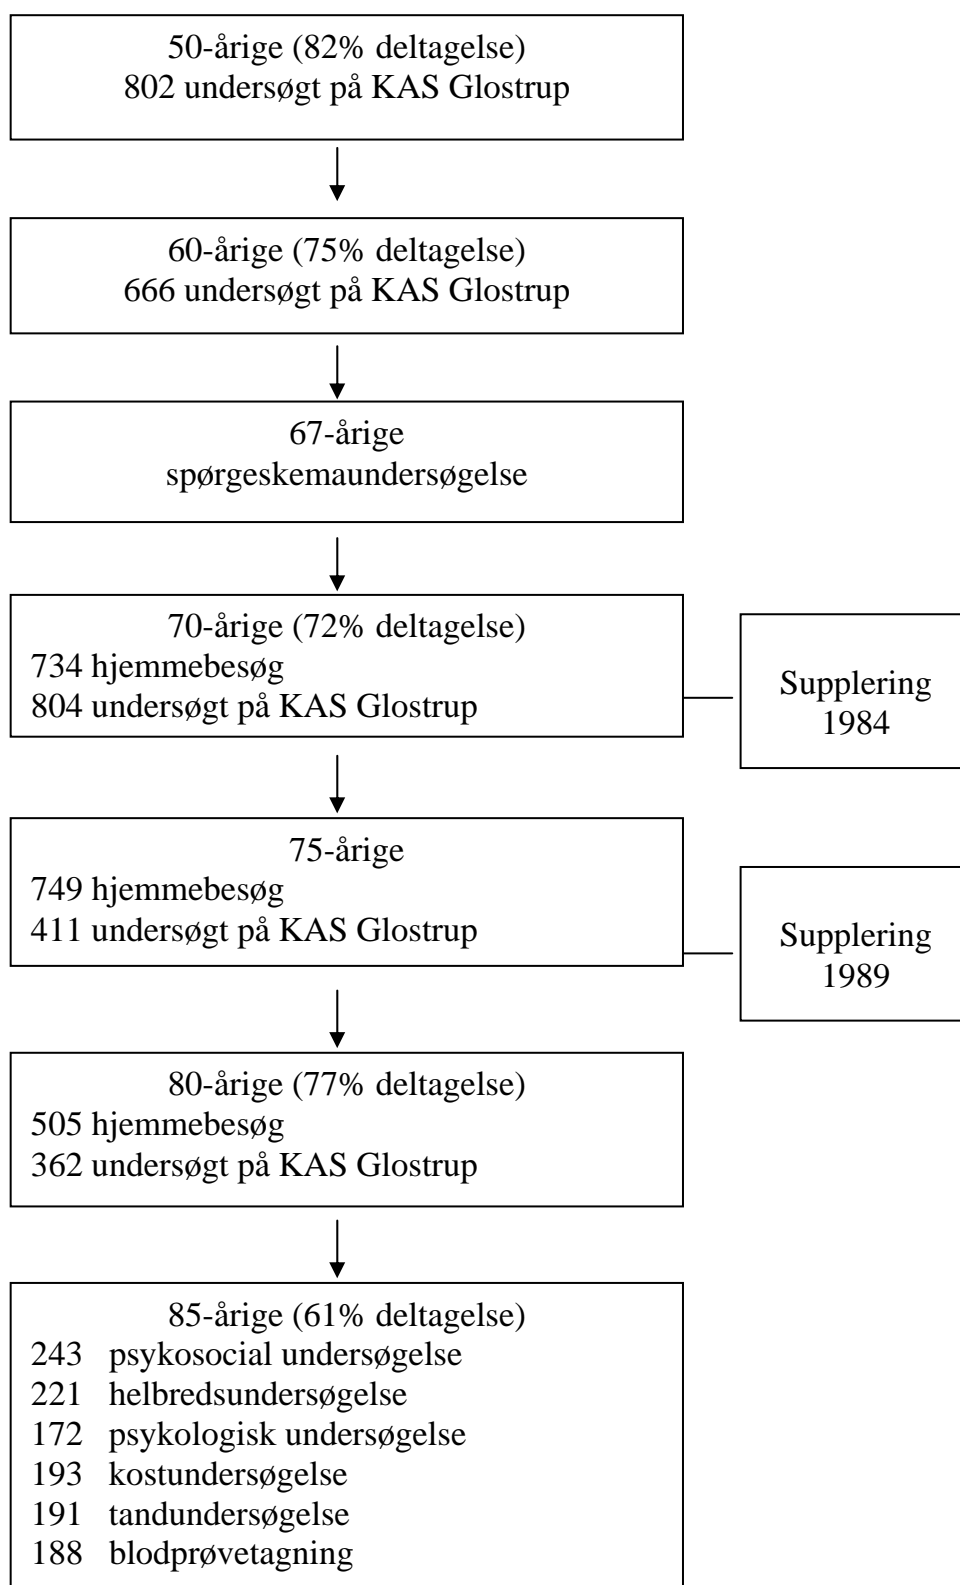 50-årige (82% deltagelse)
802 undersøgt på KAS Glostrup
60-årige (75% deltagelse)
666 undersøgt på KAS Glostrup
67-årige
spørgeskemaundersøgelse
70-årige (72% deltagelse)
734 hjemmebesøg
804 undersøgt på KAS Glostrup
Supplering
1984
75-årige
749 hjemmebesøg
411 undersøgt på KAS Glostrup
Supplering
1989
80-årige (77% deltagelse)
505 hjemmebesøg
362 undersøgt på KAS Glostrup
85-årige (61% deltagelse)
243 psykosocial undersøgelse
221 helbredsundersøgelse
172 psykologisk undersøgelse
193 kostundersøgelse
191 tandundersøgelse
188 blodprøvetagning